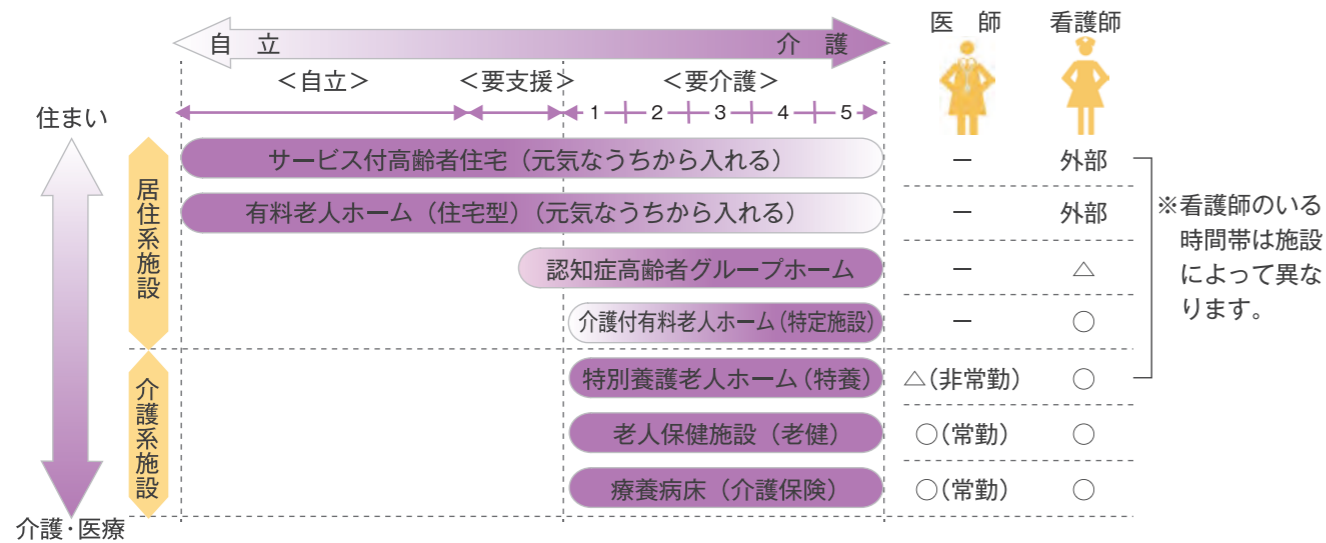 医 師 看護師
自 立 介 護
＜自立＞ ＜要支援＞ ＜要介護＞
1 2 3 4 5
住まい
居住系施設
サービス付高齢者住宅（元気なうちから入れる） － 外部
有料老人ホーム（住宅型）（元気なうちから入れる） － 外部
認知症高齢者グループホーム － △
介護付有料老人ホーム（特定施設） － ○
※看護師のいる
時間帯は施設
によって異な
ります。
介護系施設
特別養護老人ホーム（特養） △（非常勤） ○
老人保健施設（老健） ○（常勤） ○
療養病床（介護保険） ○（常勤） ○
介護・医療